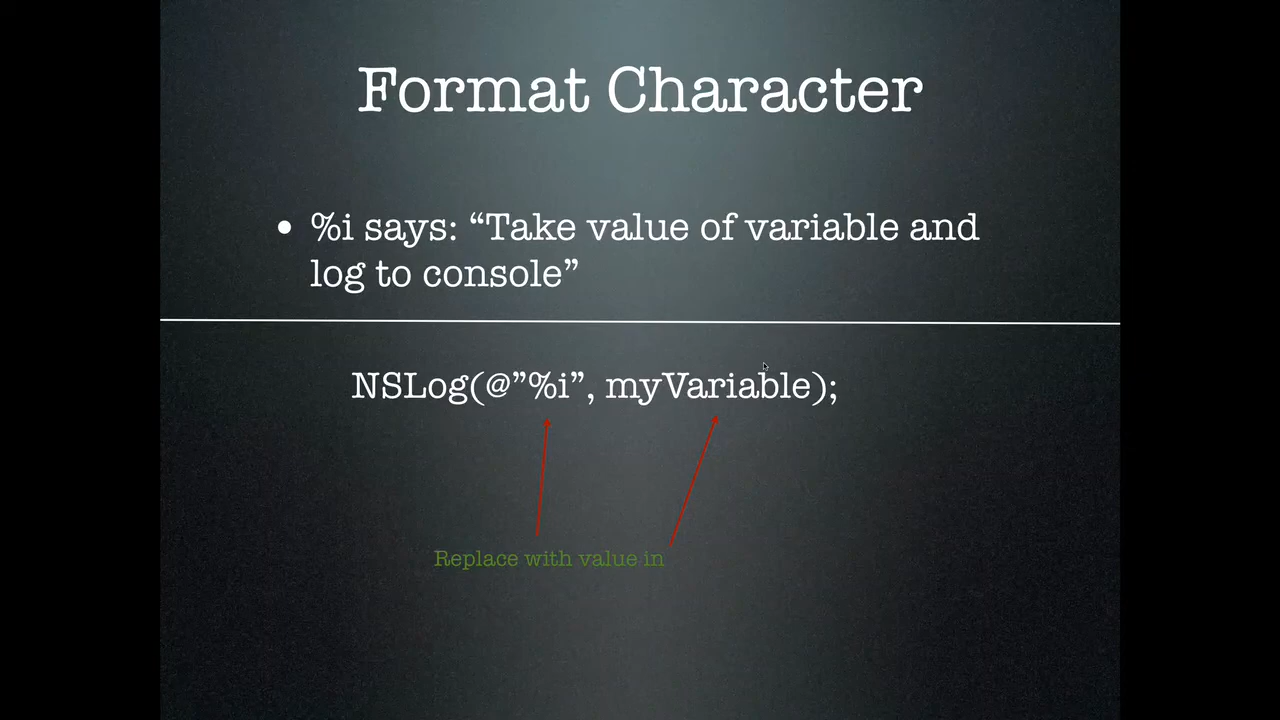 Format Character
• %i says: “Take value of variable and
log to console”
NSLog(@”%i”, myVariable);
Replace with value in